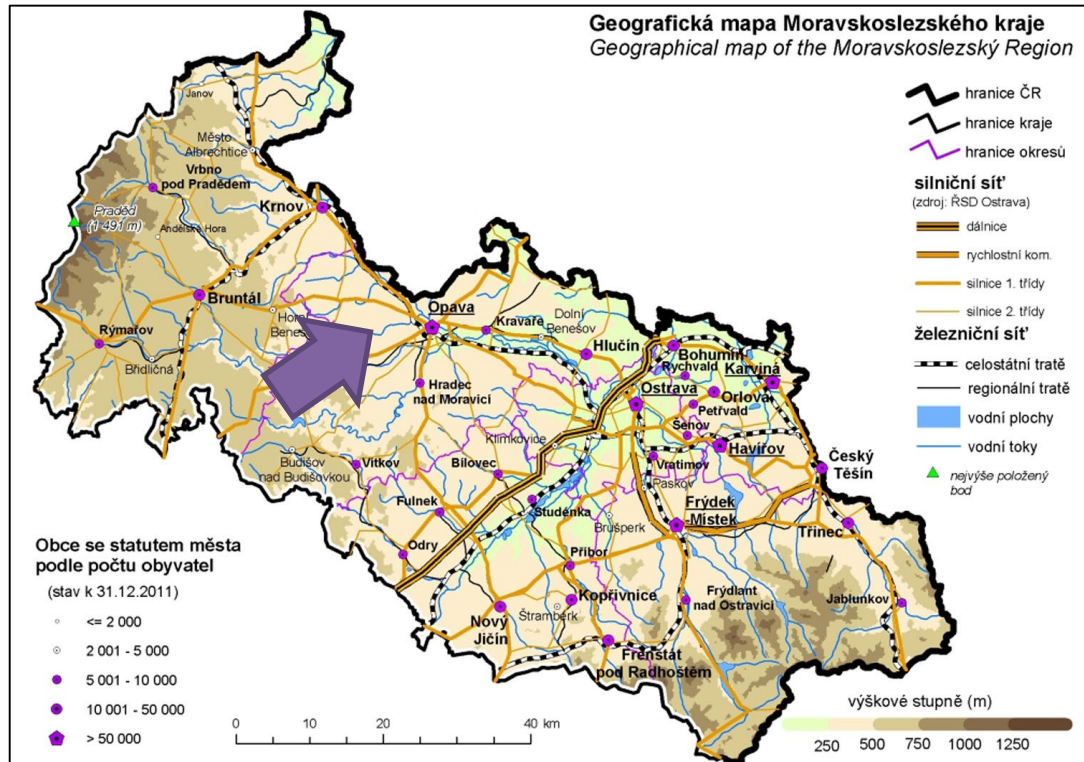 Geografická mapa Moravskoslezského kraje
Geographical map of the Moravskoslezský Region
hranice ČR
hranice kraje
hranice okresů
silniční síť
(zdroj: ŘSD Ostrava)
dálnice
rychlostní kom.
silnice 1. třídy
silnice 2. třídy
železniční síť
celostátní tratě
regionální tratě
vodní plochy
vodní toky
nejvýše položený
bod
Janov
Město
Albrechtice
Vrbno
pod Pradědem
Krnov
Praděd
(1 491 m)
Andělská Hora
Bruntál
Horní
Benešov
Rýmařov
Břidličná
Opava
Kravaře
Dolní
Benešov
Hlučín
Bohumín
Rychvald
Karviná
Ostrava
Orlová
Petřvald
Šenov
Havířov
Hradec
nad Moravicí
Klimkovice
Budišov
nad Budišovkou
Vítkov
Bílovec
Vratimov
Paskov
Český
Těšín
Fulnek
Studénka
Brušperk
Frýdek
-Místek
Třinec
Odry
Příbor
Kopřivnice
Štramberk
Frýdlant
nad Ostravicí
Jablunkov
Nový
Jičín
Frenštát
pod Radhoštěm
Obce se statutem města
podle počtu obyvatel
(stav k 31.12.2011)
<= 2 000
2 001 - 5 000
5 001 - 10 000
10 001 - 50 000
> 50 000
0 10 20 40 km
výškové stupně (m)
250 500 750 1000 1250